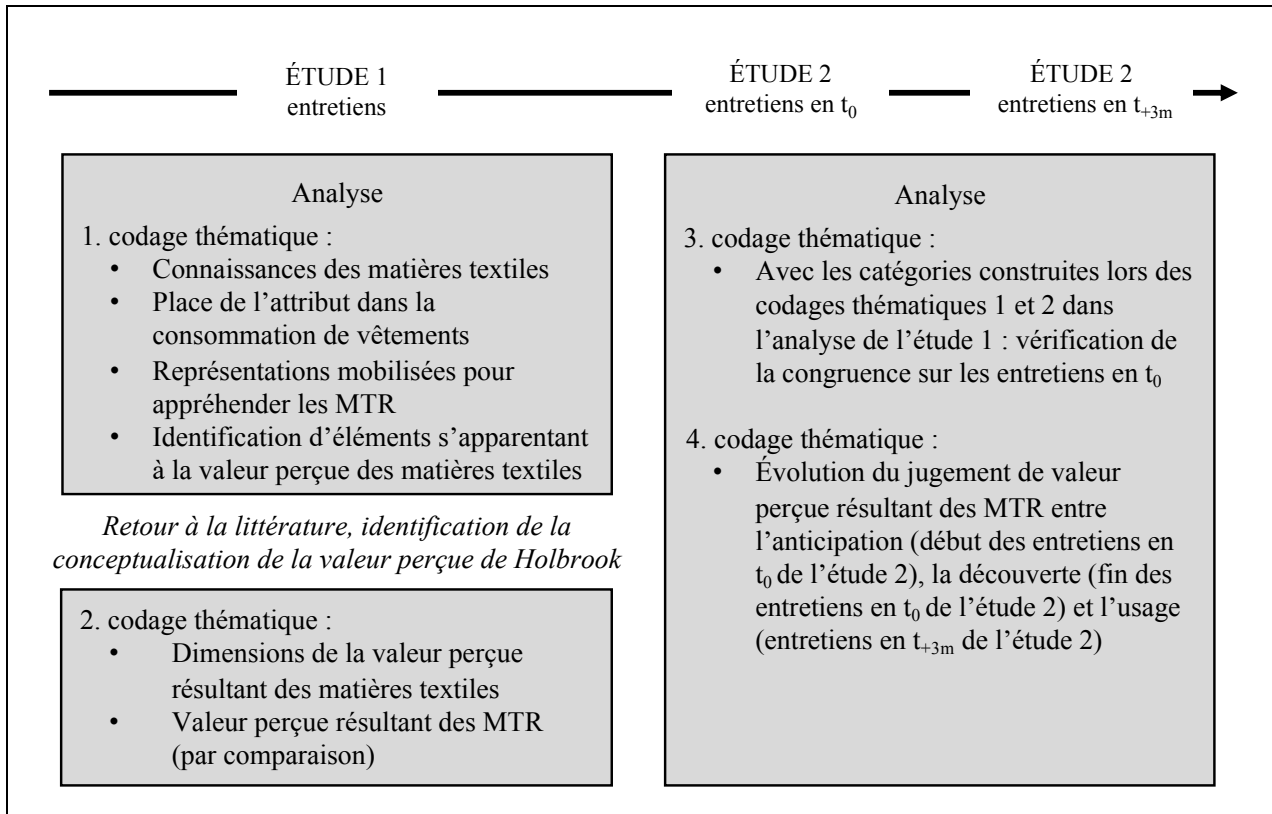 ÉTUDE 1
entretiens
ÉTUDE 2
entretiens en t₀
ÉTUDE 2
entretiens en t₊₃ₘ
Analyse
1. codage thématique :
• Connaissances des matières textiles
• Place de l’attribut dans la
consommation de vêtements
• Représentations mobilisées pour
appréhender les MTR
• Identification d’éléments s’apparentant
à la valeur perçue des matières textiles
Retour à la littérature, identification de la
conceptualisation de la valeur perçue de Holbrook
2. codage thématique :
• Dimensions de la valeur perçue
résultant des matières textiles
• Valeur perçue résultant des MTR
(par comparaison)
Analyse
3. codage thématique :
• Avec les catégories construites lors des
codages thématiques 1 et 2 dans
l’analyse de l’étude 1 : vérification de
la congruence sur les entretiens en t₀
4. codage thématique :
• Évolution du jugement de valeur
perçue résultant des MTR entre
l’anticipation (début des entretiens en
t₀ de l’étude 2), la découverte (fin des
entretiens en t₀ de l’étude 2) et l’usage
(entretiens en t₊₃ₘ de l’étude 2)